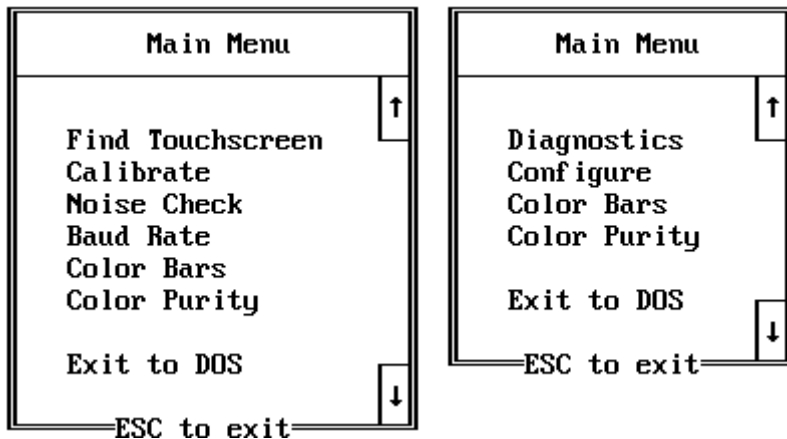 Main Menu
↑
Find Touchscreen
Calibrate
Noise Check
Baud Rate
Color Bars
Color Purity
Exit to DOS
↓
ESC to exit
Main Menu
↑
Diagnostics
Configure
Color Bars
Color Purity
Exit to DOS
↓
ESC to exit